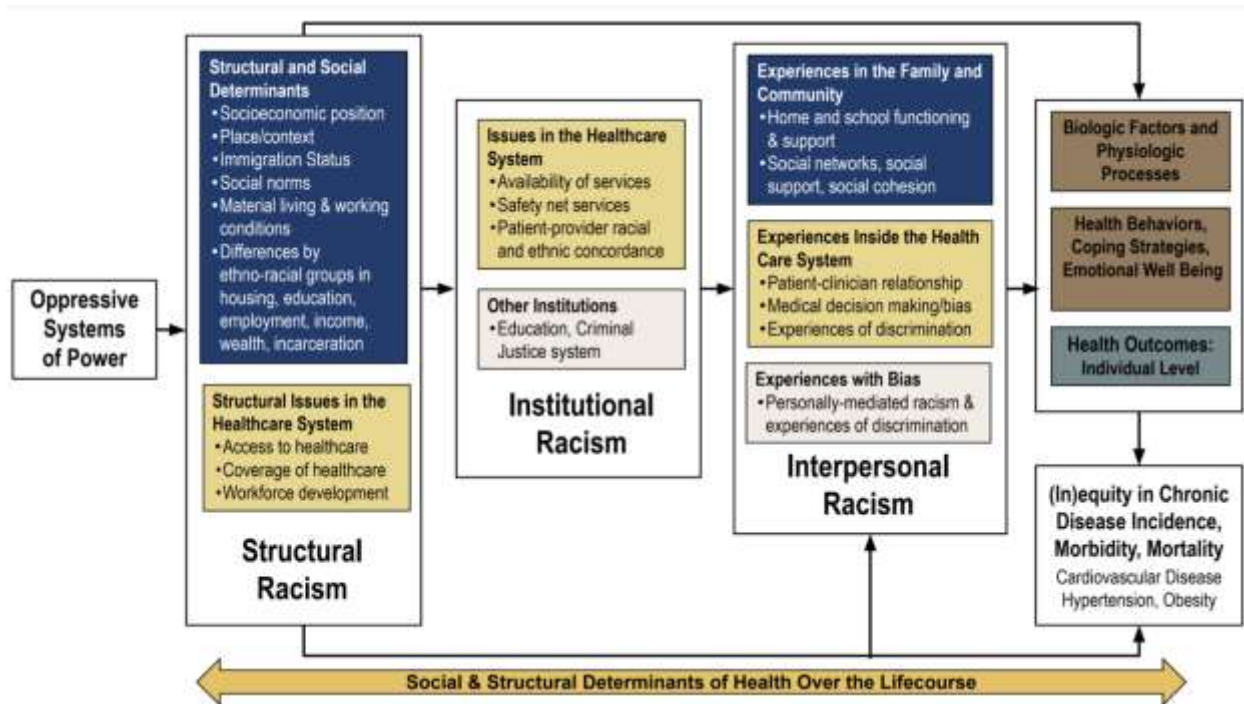 Oppressive
Systems
of Power
Structural and Social
Determinants
•Socioeconomic position
•Place/context
•Immigration Status
•Social norms
•Material living & working
conditions
•Differences by
ethno-racial groups in
housing, education,
employment, income,
wealth, incarceration
Structural Issues in the
Healthcare System
•Access to healthcare
•Coverage of healthcare
•Workforce development
Structural
Racism
Issues in the Healthcare
System
•Availability of services
•Safety net services
•Patient-provider racial
and ethnic concordance
Other Institutions
•Education, Criminal
Justice system
Institutional
Racism
Experiences in the Family and
Community
•Home and school functioning
& support
•Social networks, social
support, social cohesion
Experiences Inside the Health
Care System
•Patient-clinician relationship
•Medical decision making/bias
•Experiences of discrimination
Experiences with Bias
•Personally-mediated racism &
experiences of discrimination
Interpersonal
Racism
Biologic Factors and
Physiologic
Processes
Health Behaviors,
Coping Strategies,
Emotional Well Being
Health Outcomes:
Individual Level
(In)equity in Chronic
Disease Incidence,
Morbidity, Mortality
Cardiovascular Disease
Hypertension, Obesity
Social & Structural Determinants of Health Over the Lifecourse